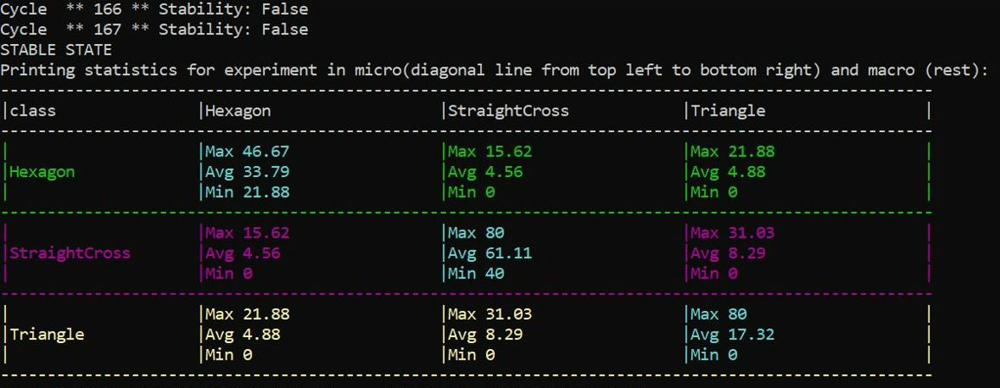 Cycle  ** 166 ** Stability: False
Cycle  ** 167 ** Stability: False
STABLE STATE
Printing statistics for experiment in micro(diagonal line from top left to bottom right) and macro (rest):
|class |Hexagon |StraightCross |Triangle |
| |Max 46.67 |Max 15.62 |Max 21.88 |
|Hexagon |Avg 33.79 |Avg 4.56 |Avg 4.88 |
| |Min 21.88 |Min 0 |Min 0 |
| |Max 15.62 |Max 80 |Max 31.03 |
|StraightCross |Avg 4.56 |Avg 61.11 |Avg 8.29 |
| |Min 0 |Min 40 |Min 0 |
| |Max 21.88 |Max 31.03 |Max 80 |
|Triangle |Avg 4.88 |Avg 8.29 |Avg 17.32 |
| |Min 0 |Min 0 |Min 0 |